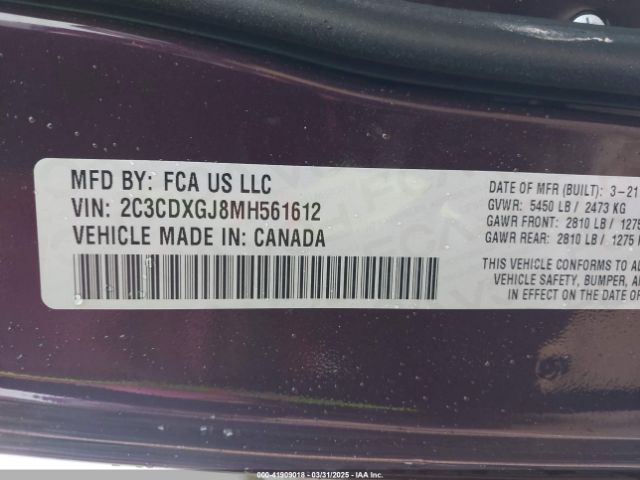 MFD BY: FCA US LLC
VIN: 2C3CDXGJ8MH561612
VEHICLE MADE IN: CANADA
DATE OF MFR (BUILT): 3-21
GVWR: 5450 LB / 2473 KG
GAWR FRONT: 2810 LB / 1275
GAWR REAR: 2810 LB / 1275 K
THIS VEHICLE CONFORMS TO
VEHICLE SAFETY, BUMPER,
IN EFFECT ON THE DATE OF
000-41909018 - 03/31/2025 - IAAI.COM